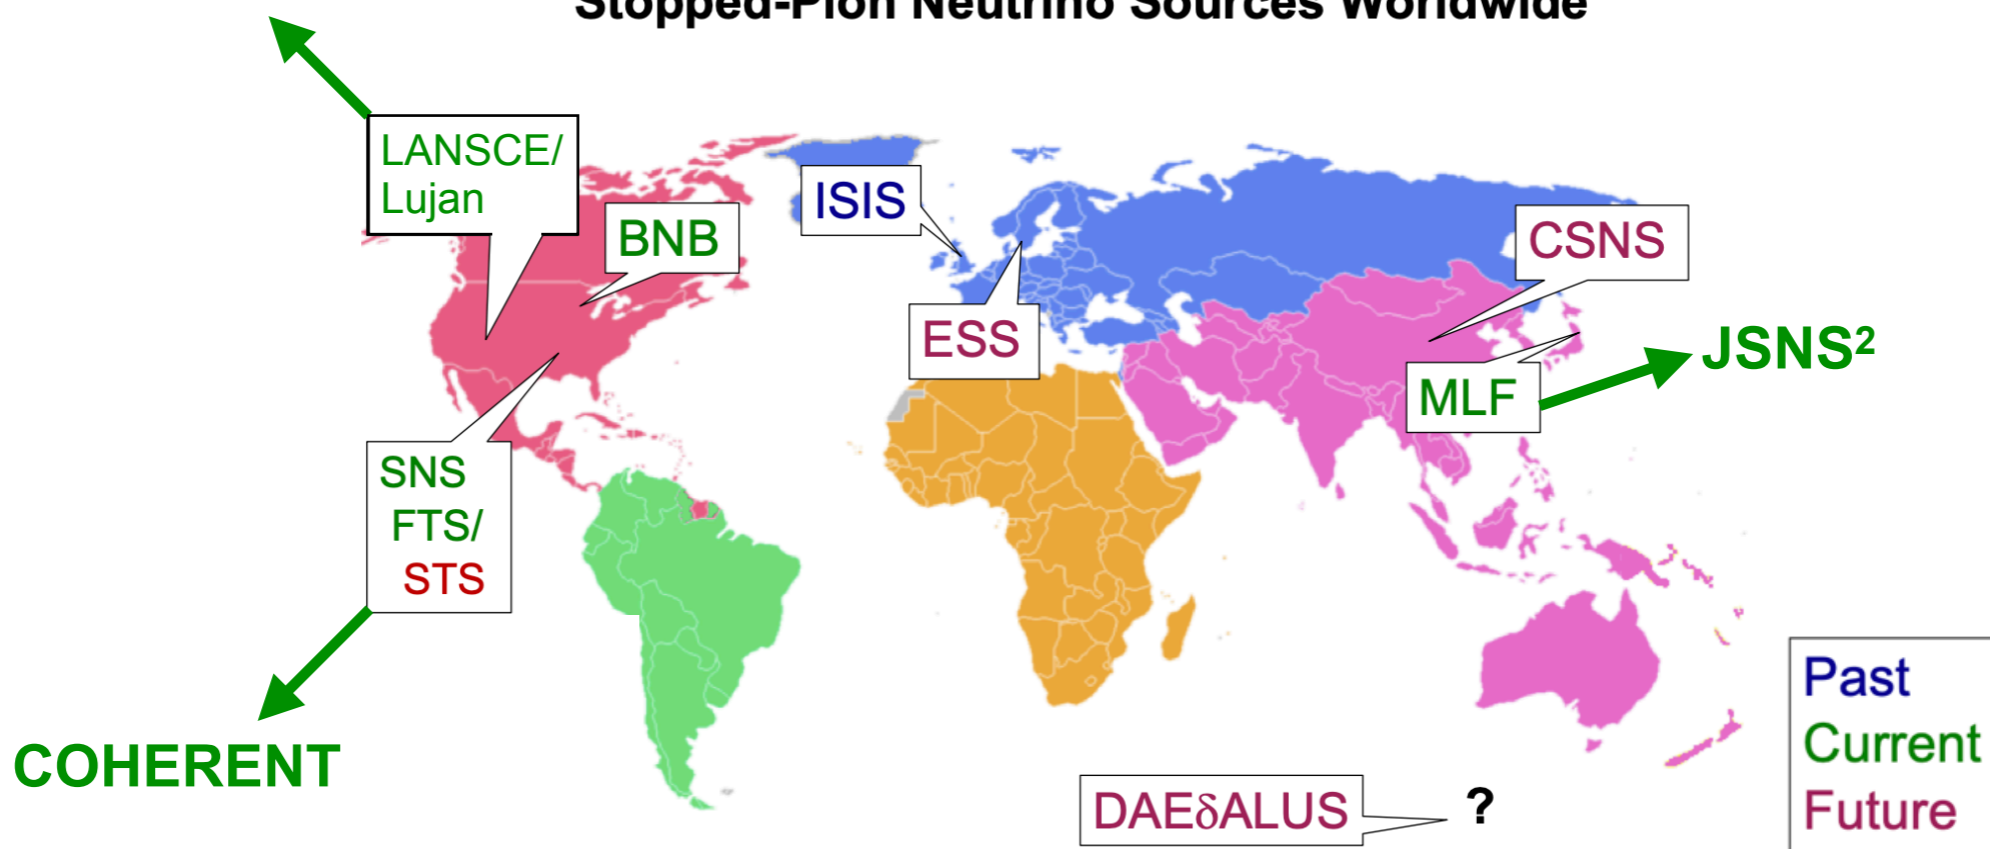 Stopped-Pion Neutrino Sources Worldwide
LANSCE/
Lujan
BNB
ISIS
ESS
CSNS
MLF
JSNS²
SNS
FTS/
STS
COHERENT
DAEδALUS
?
Past
Current
Future